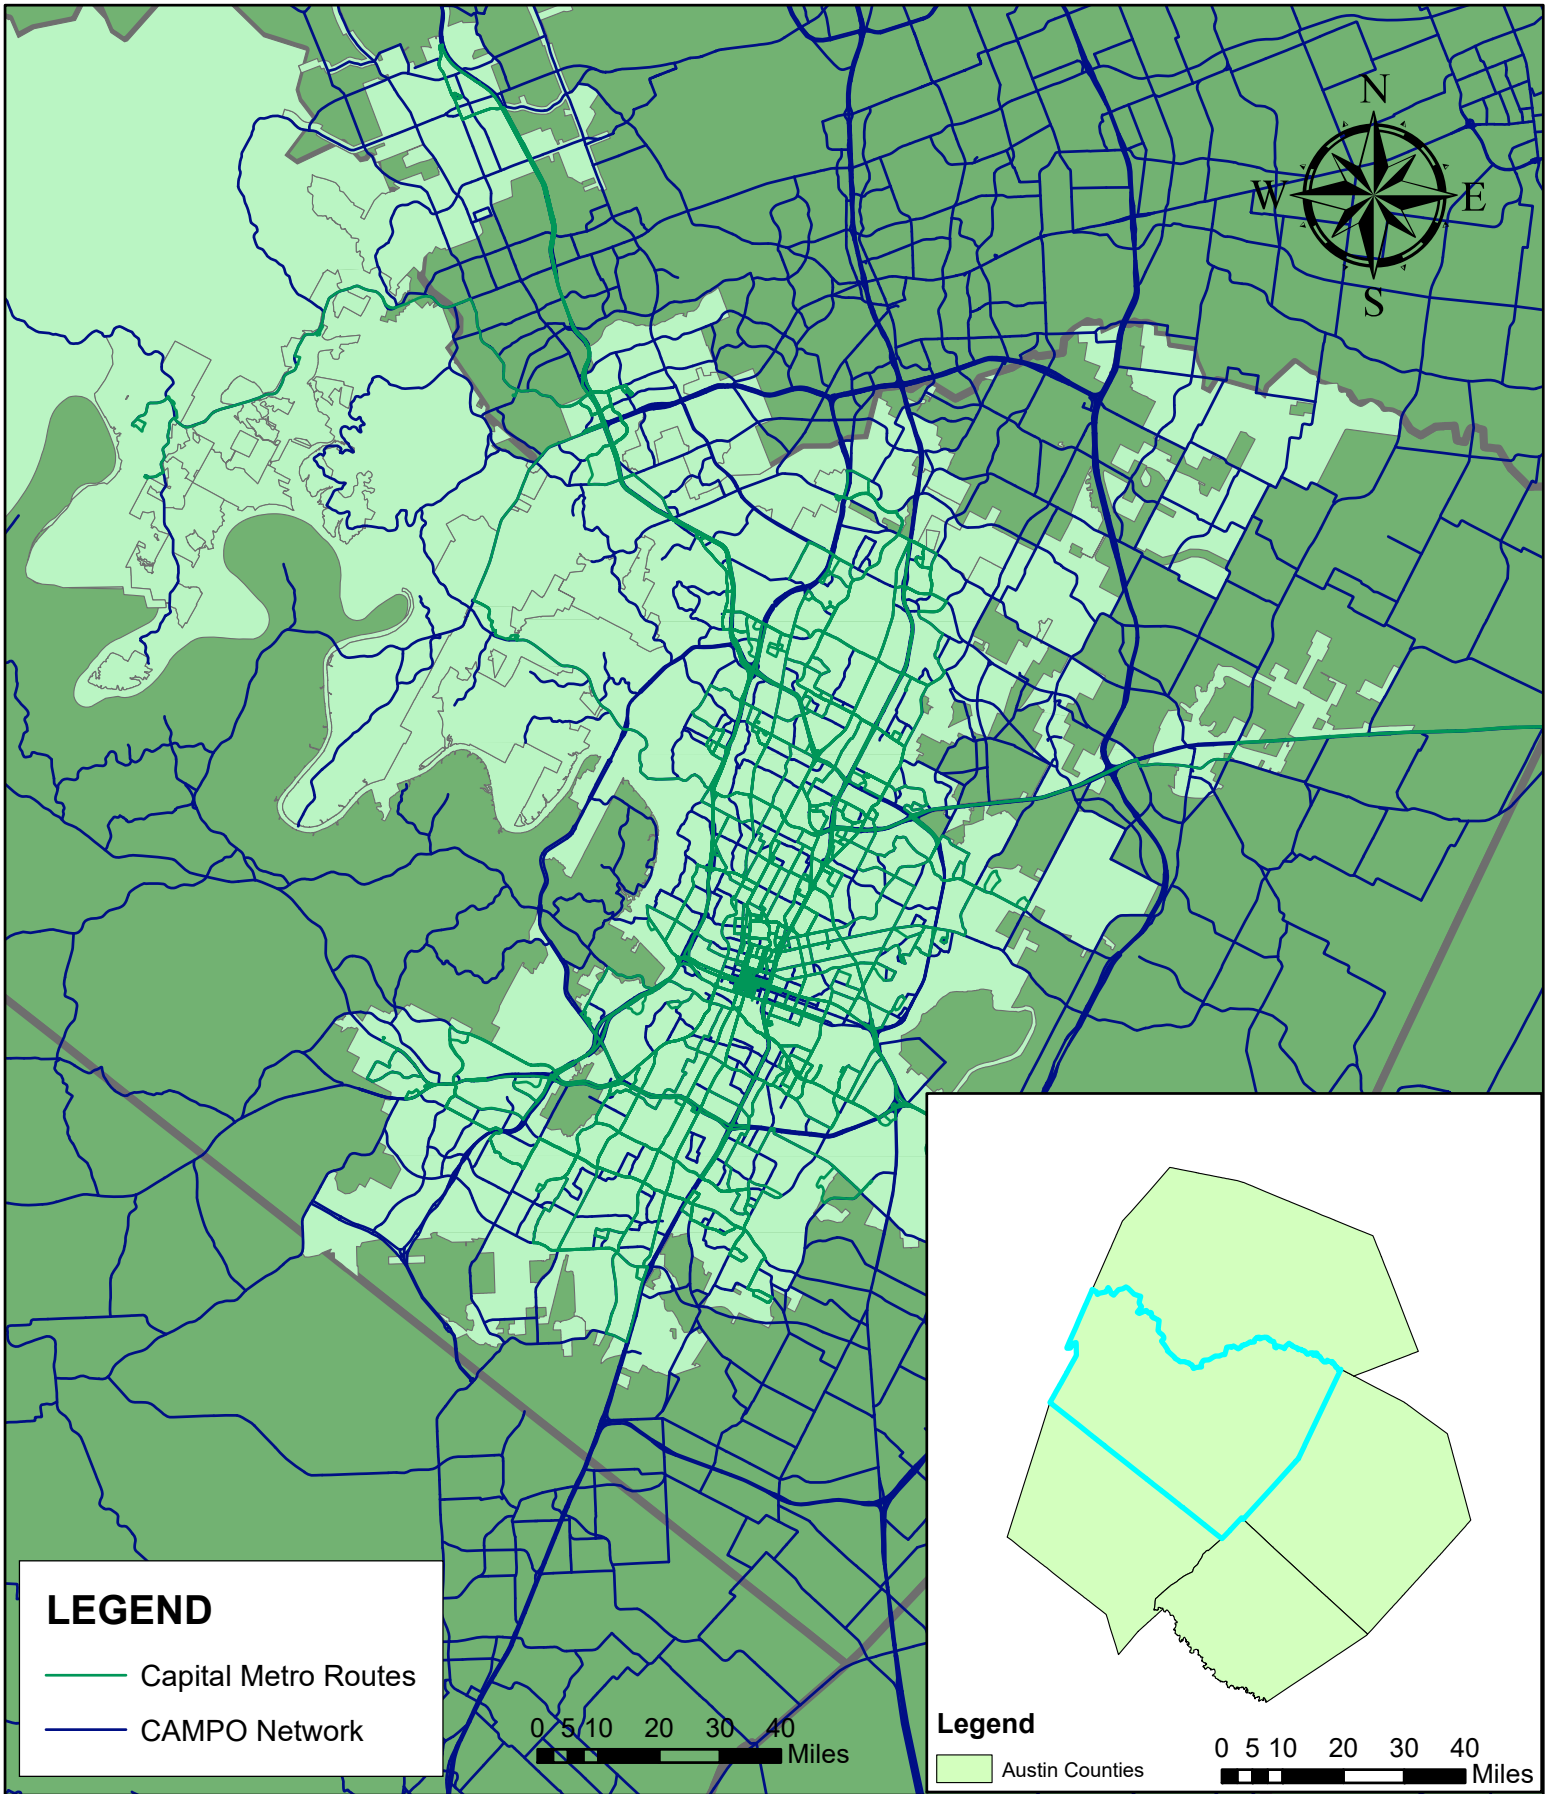 N
W E
S
LEGEND
Capital Metro Routes
CAMPO Network
0 5 10 20 30 40
Miles
Legend
Austin Counties
0 5 10 20 30 40
Miles